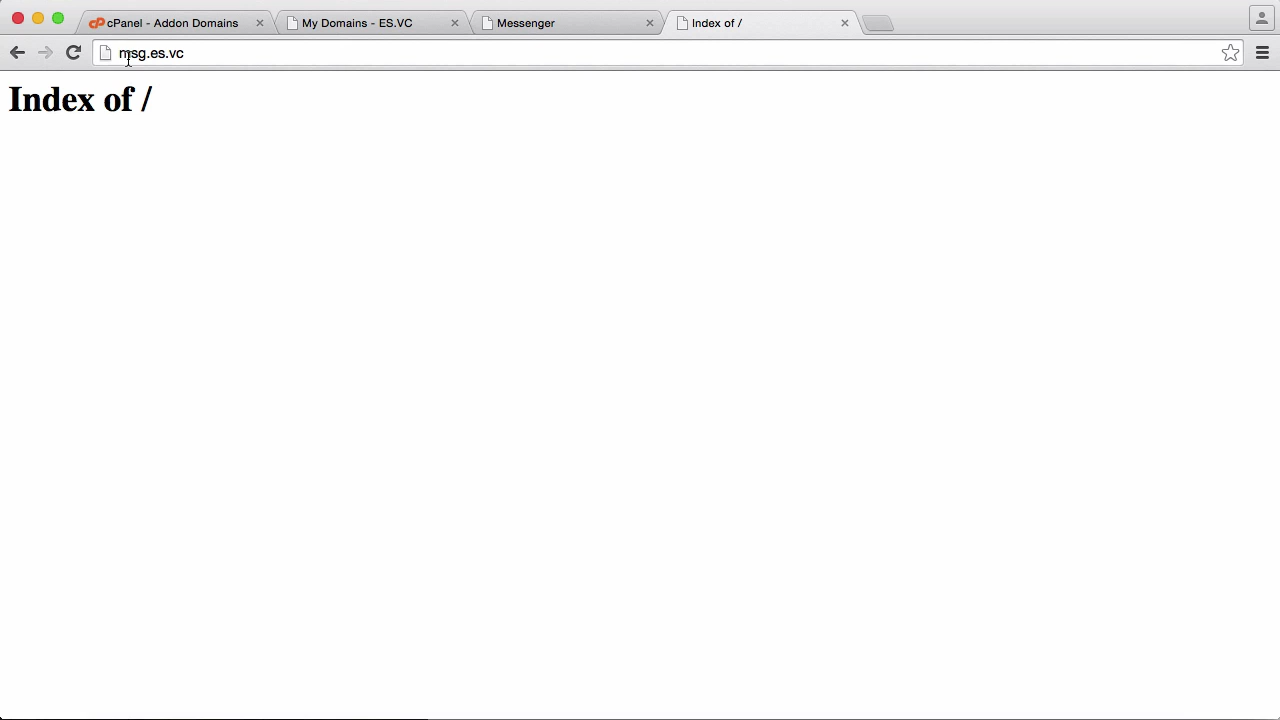 cPanel - Addon Domains
My Domains - ES.VC
Messenger
Index of /
msg.es.vc
Index of /